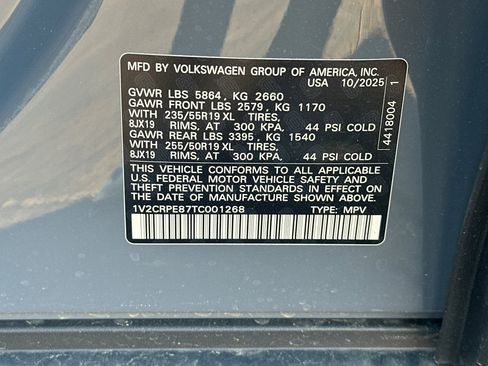 MFD BY VOLKSWAGEN GROUP OF AMERICA, INC.
USA 10/2025
GVWR LBS 5864, KG 2660
GAWR FRONT LBS 2579, KG 1170
WITH 235/55R19 XL
8JX19 RIMS, AT 300 KPA, 44 PSI COLD
GAWR REAR LBS 3395, KG 1540
WITH 255/50R19 XL
8JX19 RIMS, AT 300 KPA, 44 PSI COLD
THIS VEHICLE CONFORMS TO ALL APPLICABLE
U.S. FEDERAL MOTOR VEHICLE SAFETY AND
THEFT PREVENTION STANDARDS IN EFFECT ON
THE DATE OF MANUFACTURE SHOWN ABOVE.
1V2CRPE87TC001268 TYPE: MPV
4418004 1